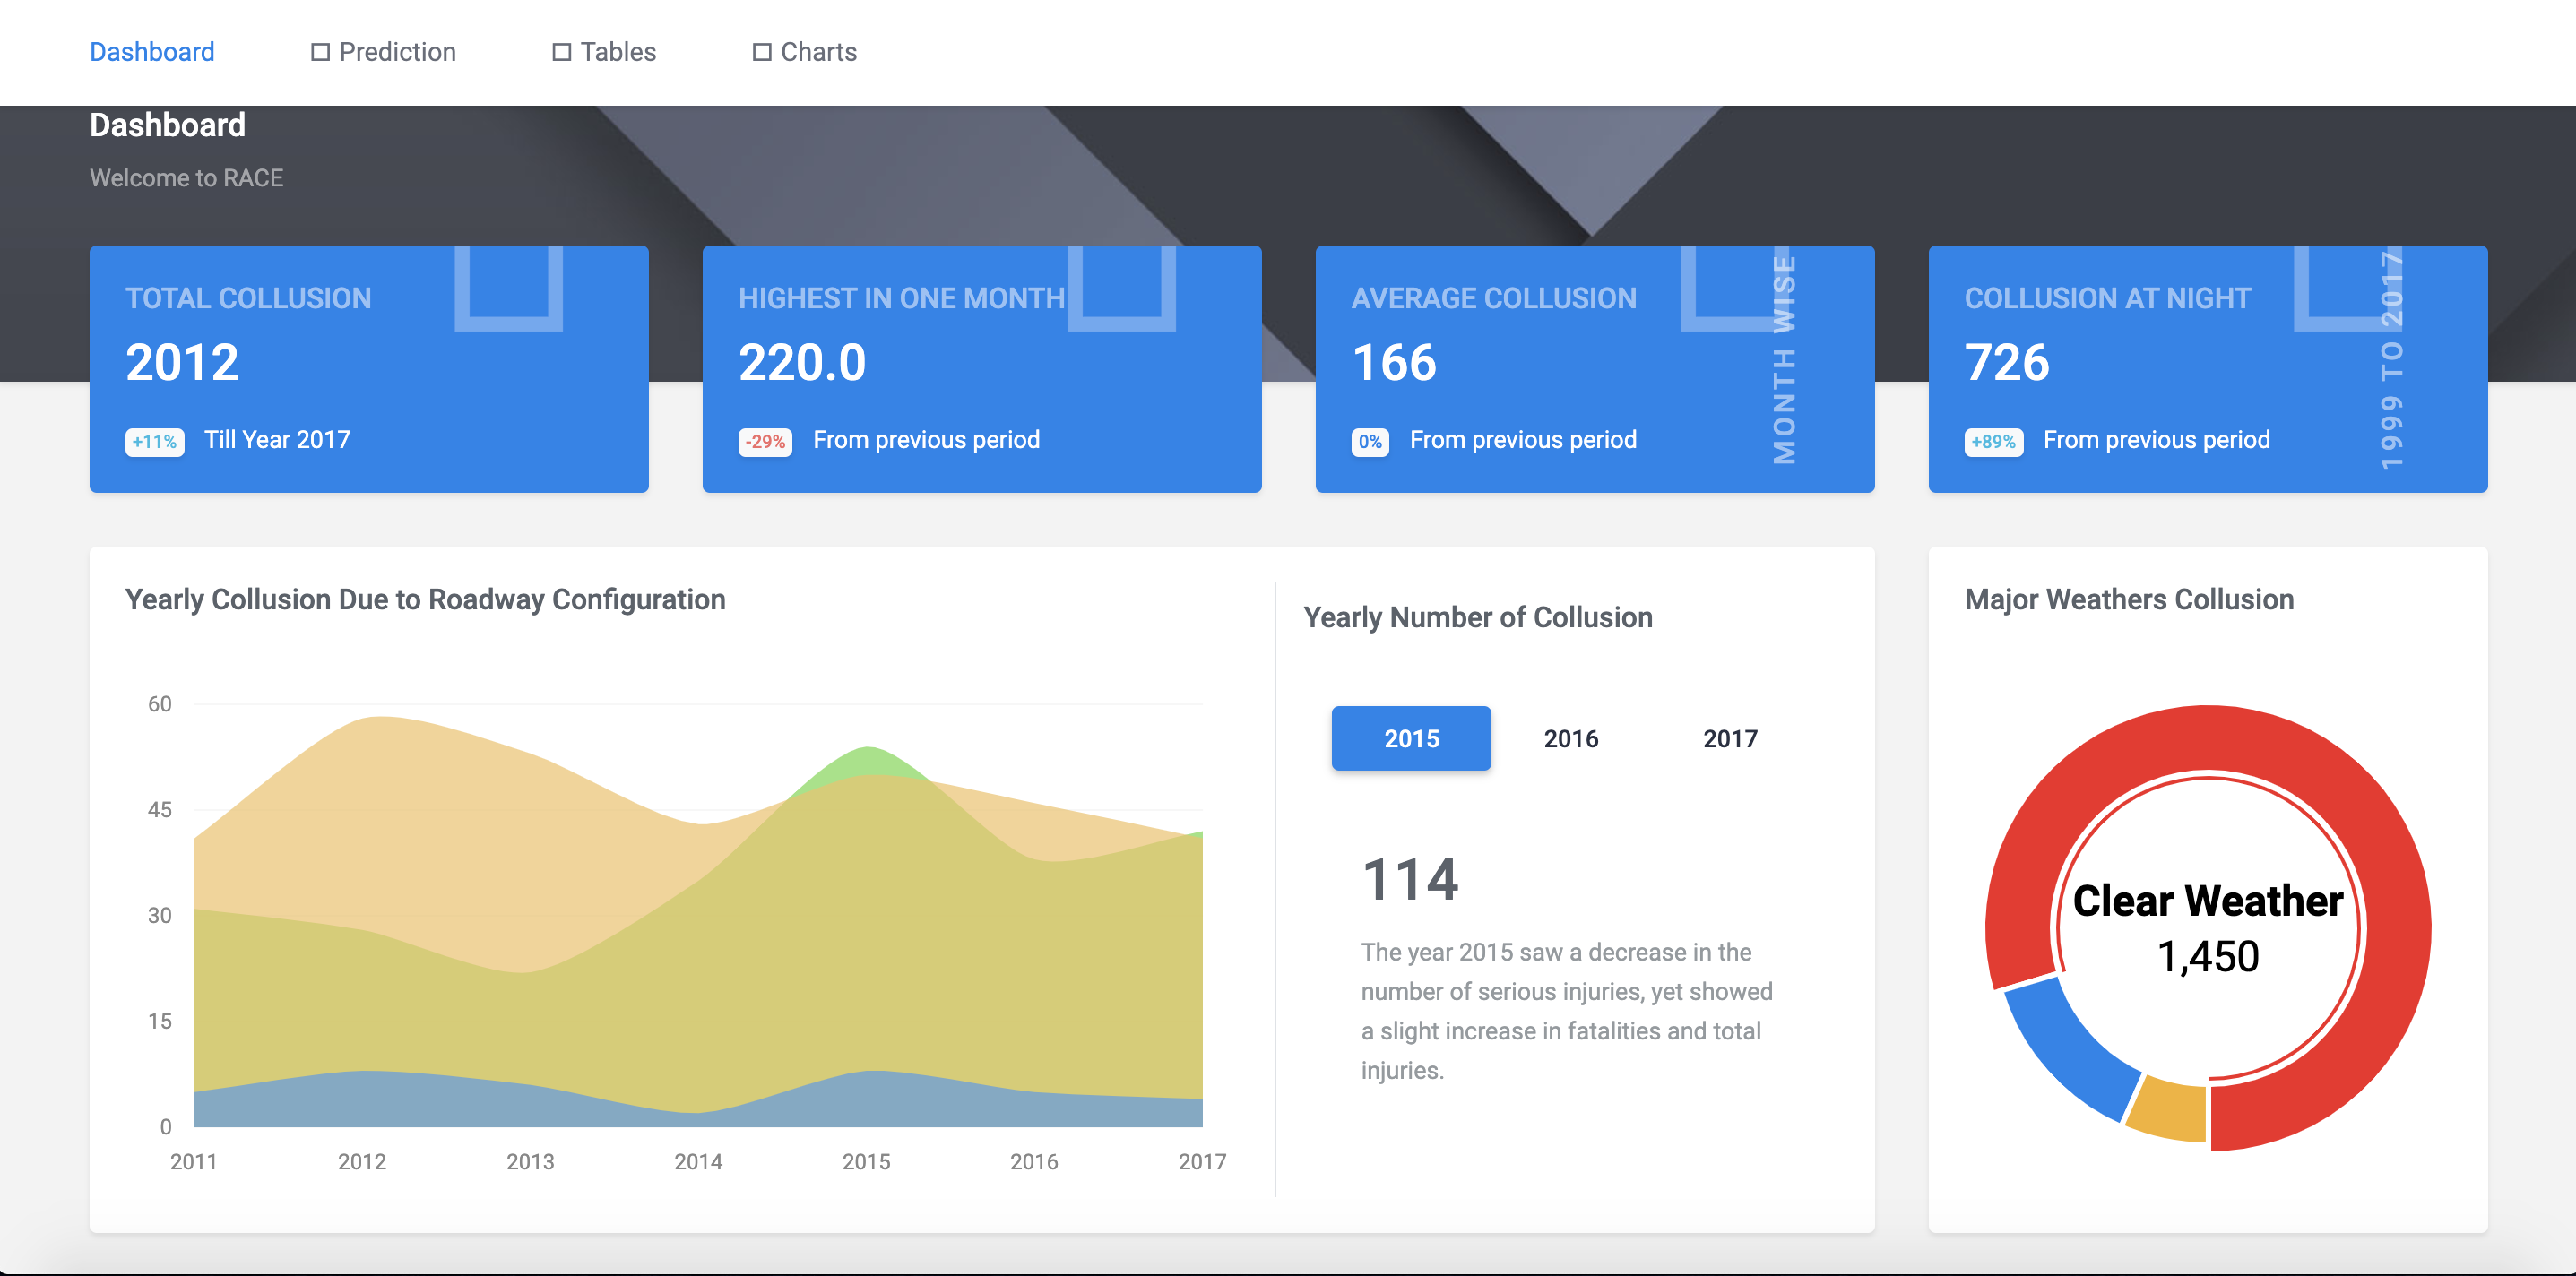 Dashboard
Prediction
Tables
Charts
Dashboard
Welcome to RACE
TOTAL COLLUSION
2012
+11% Till Year 2017
HIGHEST IN ONE MONTH
220.0
-29% From previous period
AVERAGE COLLUSION
166
0% From previous period
MONTH WISE
COLLUSION AT NIGHT
726
+89% From previous period
1999 TO 2017
Yearly Collusion Due to Roadway Configuration
60
45
30
15
0
2011 2012 2013 2014 2015 2016 2017
Yearly Number of Collusion
2015 2016 2017
114
The year 2015 saw a decrease in the
number of serious injuries, yet showed
a slight increase in fatalities and total
injuries.
Major Weathers Collusion
Clear Weather
1,450